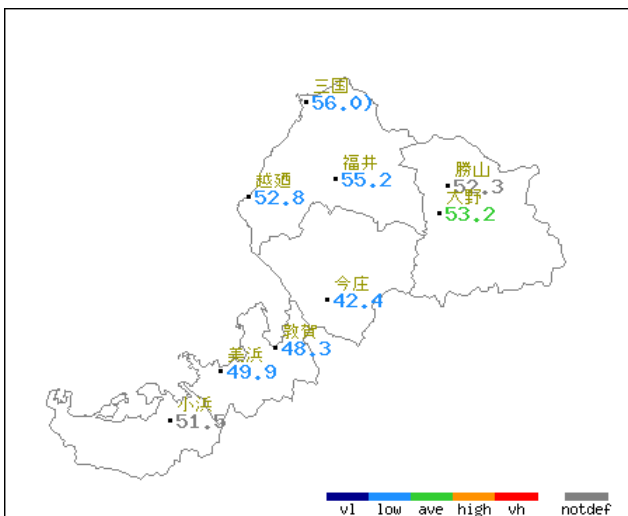 三国
56.0)
福井
55.2
越廼
52.8
勝山
52.3
大野
53.2
今庄
42.4
敦賀
48.3
美浜
49.9
小浜
51.5
vl low ave high vh notdef